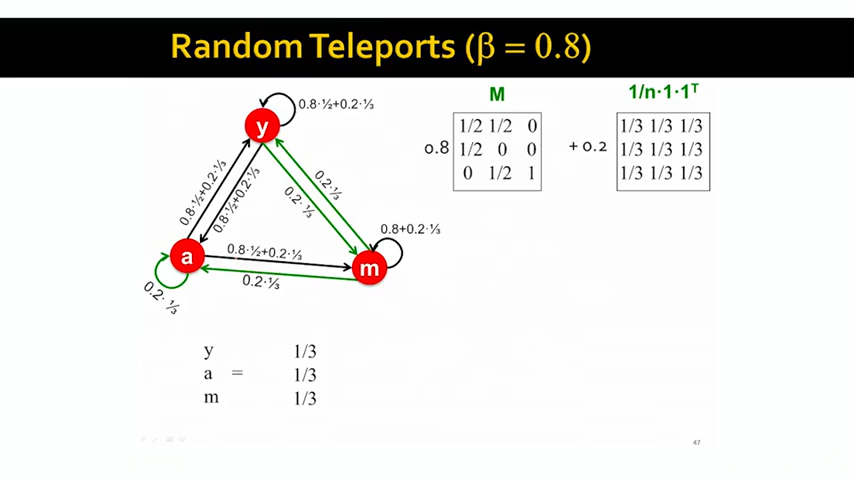 Random Teleports (β = 0.8)
M
1/n·1·1ᵀ
0.8·½+0.2·⅓
y
0.8
1/2 1/2 0
1/2 0 0
0 1/2 1
+ 0.2
1/3 1/3 1/3
1/3 1/3 1/3
1/3 1/3 1/3
0.8·½+0.2·⅓
0.8·½+0.2·⅓
0.2·⅓
0.2·⅓
0.8+0.2·⅓
a
0.8·½+0.2·⅓
m
0.2·⅓
0.2·⅓
y 1/3
a = 1/3
m 1/3
47